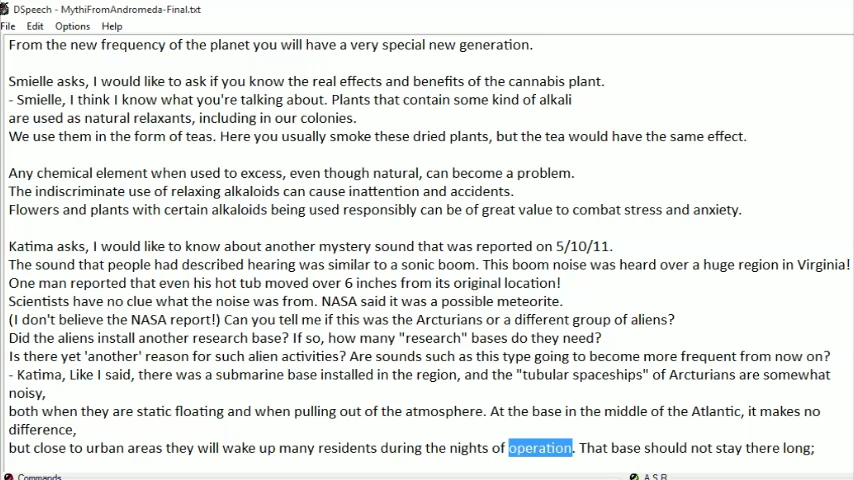 DSpeech - MythiFromAndromeda-Final.txt
File Edit Options Help
From the new frequency of the planet you will have a very special new generation.
Smielle asks, I would like to ask if you know the real effects and benefits of the cannabis plant.
- Smielle, I think I know what you're talking about. Plants that contain some kind of alkali
are used as natural relaxants, including in our colonies.
We use them in the form of teas. Here you usually smoke these dried plants, but the tea would have the same effect.
Any chemical element when used to excess, even though natural, can become a problem.
The indiscriminate use of relaxing alkaloids can cause inattention and accidents.
Flowers and plants with certain alkaloids being used responsibly can be of great value to combat stress and anxiety.
Katima asks, I would like to know about another mystery sound that was reported on 5/10/11.
The sound that people had described hearing was similar to a sonic boom. This boom noise was heard over a huge region in Virginia!
One man reported that even his hot tub moved over 6 inches from its original location!
Scientists have no clue what the noise was from. NASA said it was a possible meteorite.
(I don't believe the NASA report!) Can you tell me if this was the Arcturians or a different group of aliens?
Did the aliens install another research base? If so, how many "research" bases do they need?
Is there yet 'another' reason for such alien activities? Are sounds such as this type going to become more frequent from now on?
- Katima, Like I said, there was a submarine base installed in the region, and the "tubular spaceships" of Arcturians are somewhat
noisy,
both when they are static floating and when pulling out of the atmosphere. At the base in the middle of the Atlantic, it makes no
difference,
but close to urban areas they will wake up many residents during the nights of operation. That base should not stay there long;
Commands A.S.R.